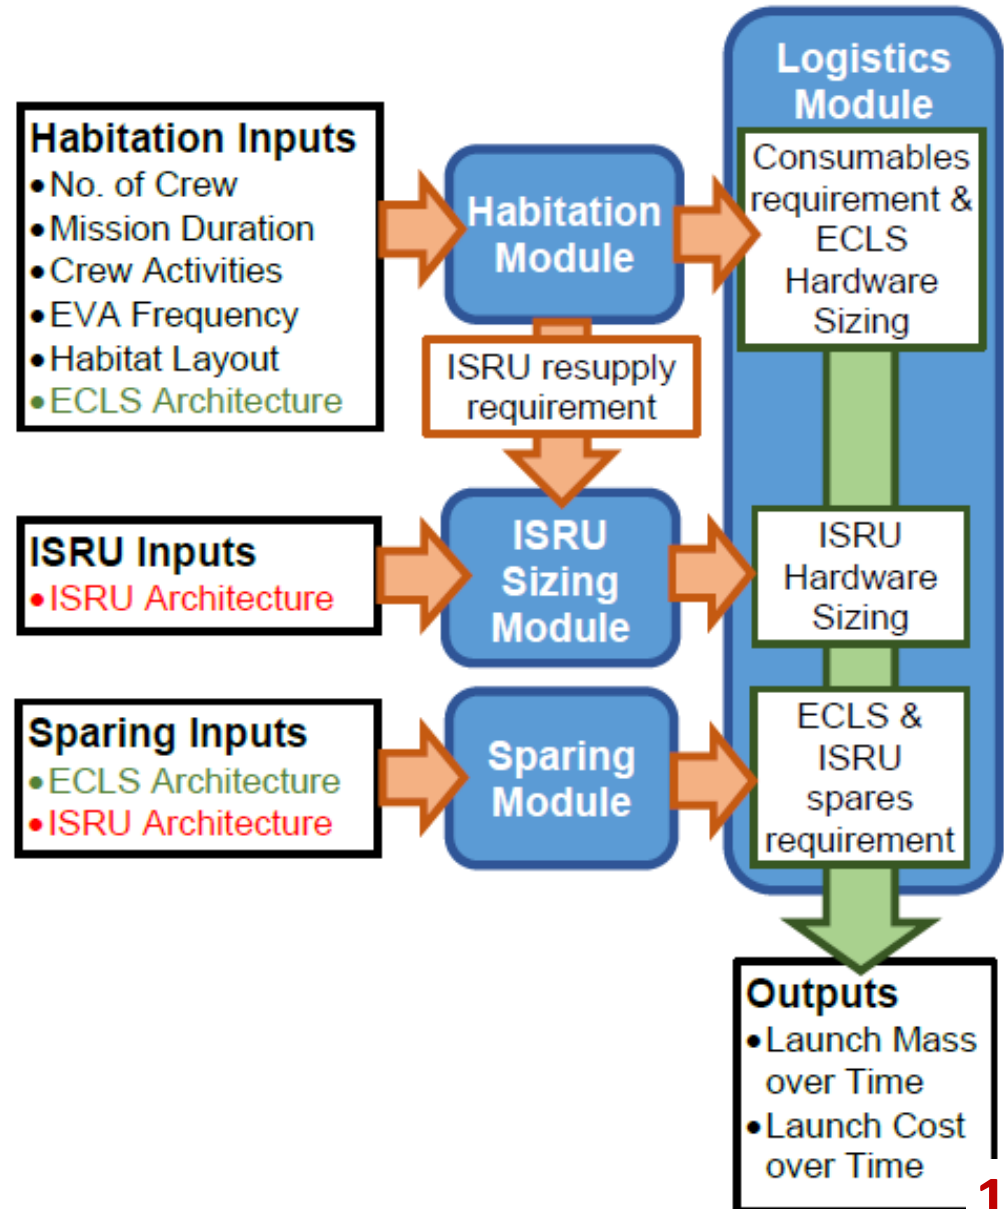 Logistics
Module
Habitation Inputs
•No. of Crew
•Mission Duration
•Crew Activities
•EVA Frequency
•Habitat Layout
•ECLS Architecture
Habitation
Module
Consumables
requirement &
ECLS
Hardware
Sizing
ISRU resupply
requirement
ISRU Inputs
•ISRU Architecture
ISRU
Sizing
Module
ISRU
Hardware
Sizing
Sparing Inputs
•ECLS Architecture
•ISRU Architecture
Sparing
Module
ECLS &
ISRU
spares
requirement
Outputs
•Launch Mass
over Time
•Launch Cost
over Time
1